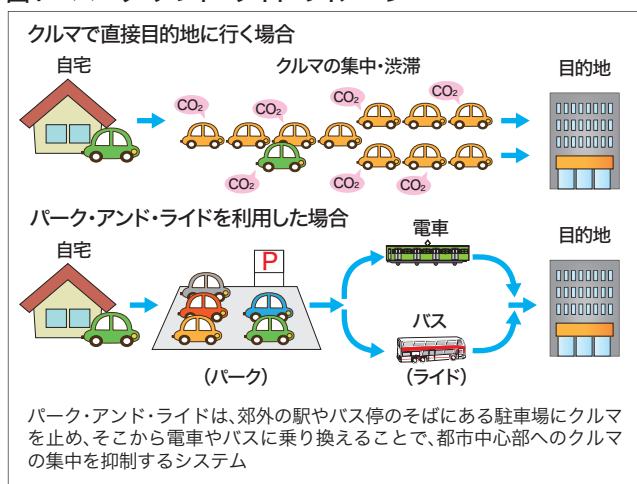 クルマで直接目的地に行く場合
自宅
クルマの集中・渋滞
目的地
CO₂
CO₂
CO₂
CO₂
CO₂
CO₂
CO₂
パーク・アンド・ライドを利用した場合
自宅
P
電車
バス
目的地
(パーク)
(ライド)
パーク・アンド・ライドは、郊外の駅やバス停のそばにある駐車場にクルマ
を止め、そこから電車やバスに乗り換えることで、都市中心部へのクルマ
の集中を抑制するシステム